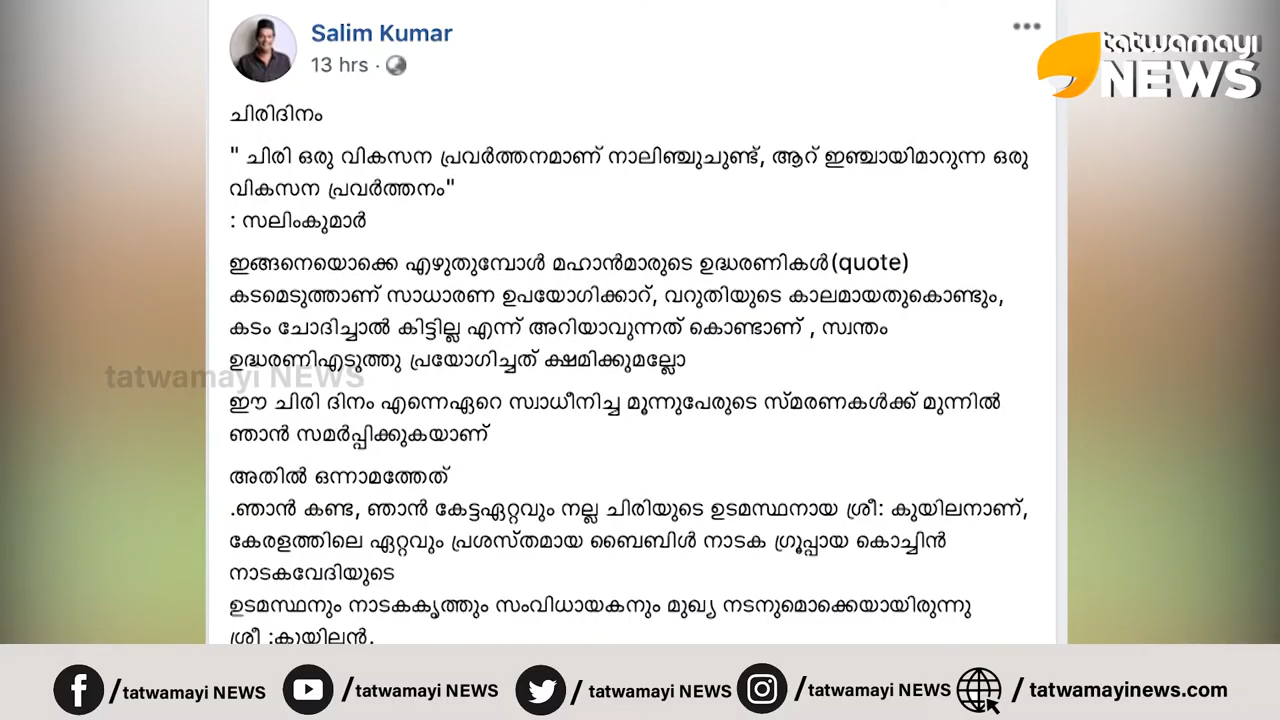 Salim Kumar
13 hrs ·
tatwamayi
NEWS
ചിരിദിനം
" ചിരി ഒരു വികസന പ്രവർത്തനമാണ് നാലിഞ്ചുചുണ്ട്, ആറ് ഇഞ്ചായിമാറുന്ന ഒരു
വികസന പ്രവർത്തനം"
: സലിംകുമാർ
ഇങ്ങനെയൊക്കെ എഴുതുമ്പോൾ മഹാൻമാരുടെ ഉദ്ധരണികൾ(quote)
കടമെടുത്താണ് സാധാരണ ഉപയോഗിക്കാറ്, വറുതിയുടെ കാലമായതുകൊണ്ടും,
കടം ചോദിച്ചാൽ കിട്ടില്ല എന്ന് അറിയാവുന്നത് കൊണ്ടാണ് , സ്വന്തം
ഉദ്ധരണിഎടുത്തു പ്രയോഗിച്ചത് ക്ഷമിക്കുമല്ലോ
tatwamayi NEWS
ഈ ചിരി ദിനം എന്നെഏറെ സ്വാധീനിച്ച മൂന്നുപേരുടെ സ്മരണകൾക്ക് മുന്നിൽ
ഞാൻ സമർപ്പിക്കുകയാണ്
അതിൽ ഒന്നാമത്തേത്
.ഞാൻ കണ്ട, ഞാൻ കേട്ടഏറ്റവും നല്ല ചിരിയുടെ ഉടമസ്ഥനായ ശ്രീ: കുയിലനാണ്,
കേരളത്തിലെ ഏറ്റവും പ്രശസ്തമായ ബൈബിൾ നാടക ഗ്രൂപ്പായ കൊച്ചിൻ
നാടകവേദിയുടെ
ഉടമസ്ഥനും നാടകകൃത്തും സംവിധായകനും മുഖ്യ നടനുമൊക്കെയായിരുന്നു
ശ്രീ :കുയിലൻ.
/tatwamayi NEWS
/tatwamayi NEWS
/ tatwamayi NEWS
/tatwamayi NEWS
/ tatwamayinews.com